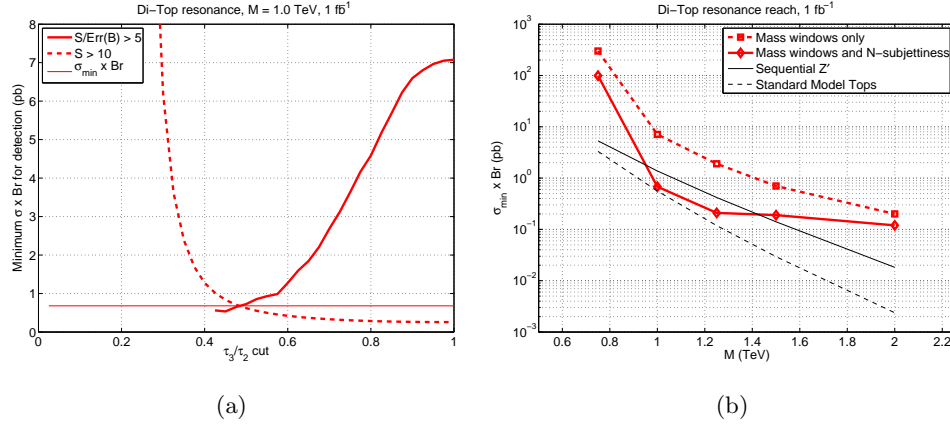 Di−Top resonance, M = 1.0 TeV, 1 fb⁻¹
8
7
6
5
4
3
2
1
0
Minimum σ × Br for detection (pb)
S/Err(B) > 5
S > 10
σmin x Br
0 0.2 0.4 0.6 0.8 1
τ₃/τ₂ cut
(a)
Di−Top resonance reach, 1 fb⁻¹
10³
10²
10¹
10⁰
10⁻¹
10⁻²
10⁻³
σmin x Br (pb)
Mass windows only
Mass windows and N−subjettiness
Sequential Z′
Standard Model Tops
0.6 0.8 1 1.2 1.4 1.6 1.8 2 2.2
M (TeV)
(b)